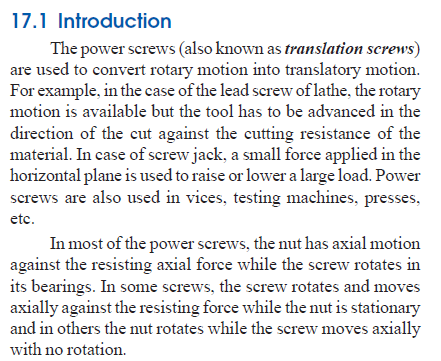 17.1 Introduction
The power screws (also known as translation screws)
are used to convert rotary motion into translatory motion.
For example, in the case of the lead screw of lathe, the rotary
motion is available but the tool has to be advanced in the
direction of the cut against the cutting resistance of the
material. In case of screw jack, a small force applied in the
horizontal plane is used to raise or lower a large load. Power
screws are also used in vices, testing machines, presses,
etc.
In most of the power screws, the nut has axial motion
against the resisting axial force while the screw rotates in
its bearings. In some screws, the screw rotates and moves
axially against the resisting force while the nut is stationary
and in others the nut rotates while the screw moves axially
with no rotation.